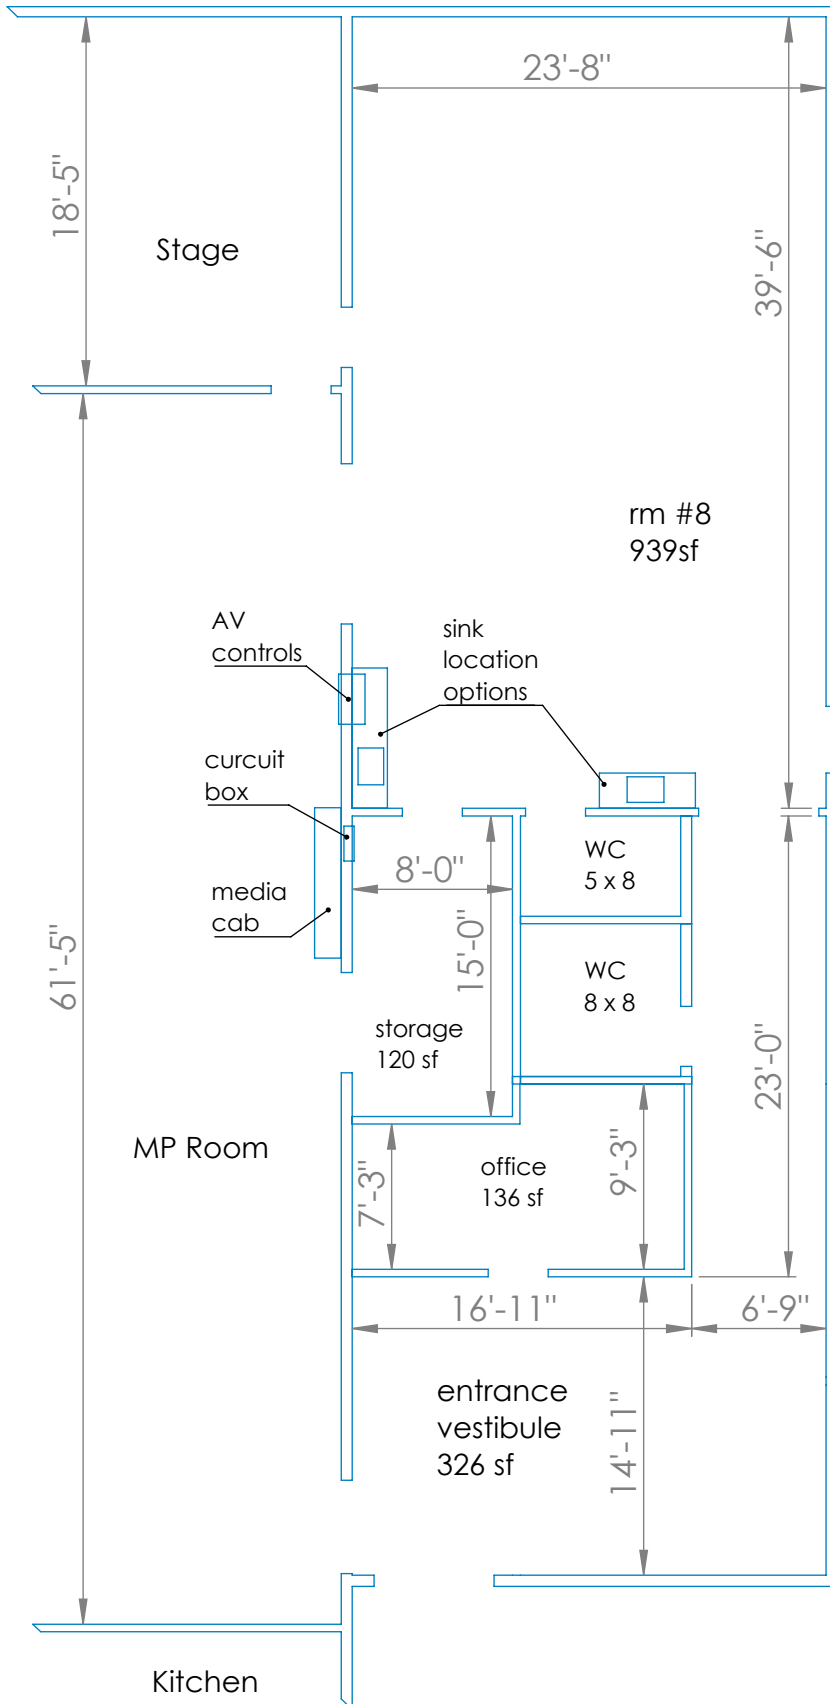 23'-8"
18'-5"
Stage
39'-6"
rm #8
939sf
AV
controls
sink
location
options
curcuit
box
media
cab
8'-0"
15'-0"
WC
5 x 8
WC
8 x 8
61'-5"
storage
120 sf
23'-0"
MP Room
7'-3"
office
136 sf
9'-3"
16'-11"
6'-9"
entrance
vestibule
326 sf
14'-11"
Kitchen